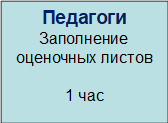 Педагоги
Заполнение
оценочных листов
1 час